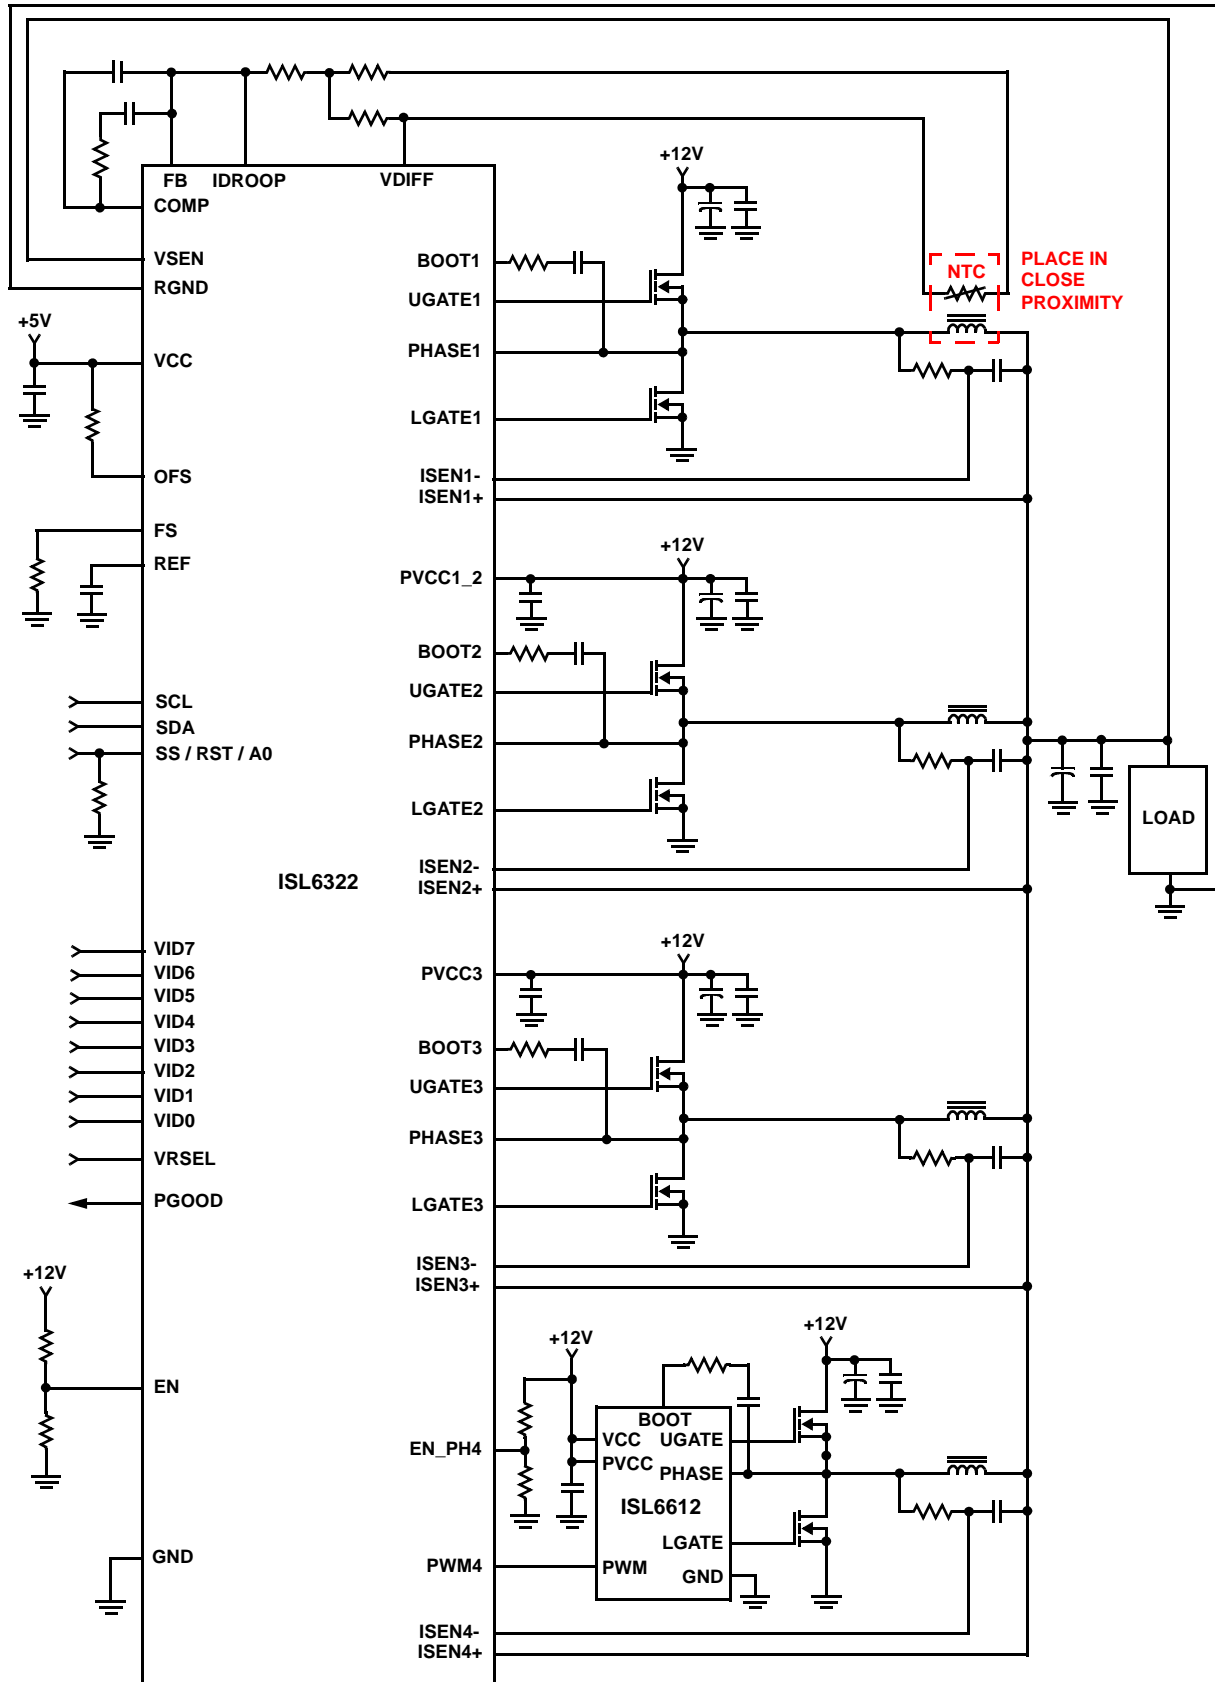 +12V
FB
IDROOP
VDIFF
COMP
VSEN
BOOT1
NTC
PLACE IN
CLOSE
PROXIMITY
RGND
UGATE1
+5V
VCC
PHASE1
LGATE1
OFS
ISEN1-
ISEN1+
FS
+12V
REF
PVCC1_2
BOOT2
UGATE2
SCL
SDA
PHASE2
SS / RST / A0
LGATE2
LOAD
ISEN2-
ISL6322
ISEN2+
+12V
VID7
VID6
PVCC3
VID5
VID4
VID3
BOOT3
VID2
UGATE3
VID1
VID0
PHASE3
VRSEL
PGOOD
LGATE3
ISEN3-
+12V
ISEN3+
+12V
+12V
EN
BOOT
UGATE
VCC
EN_PH4
PVCC
PHASE
ISL6612
LGATE
GND
PWM4
PWM
GND
ISEN4-
ISEN4+